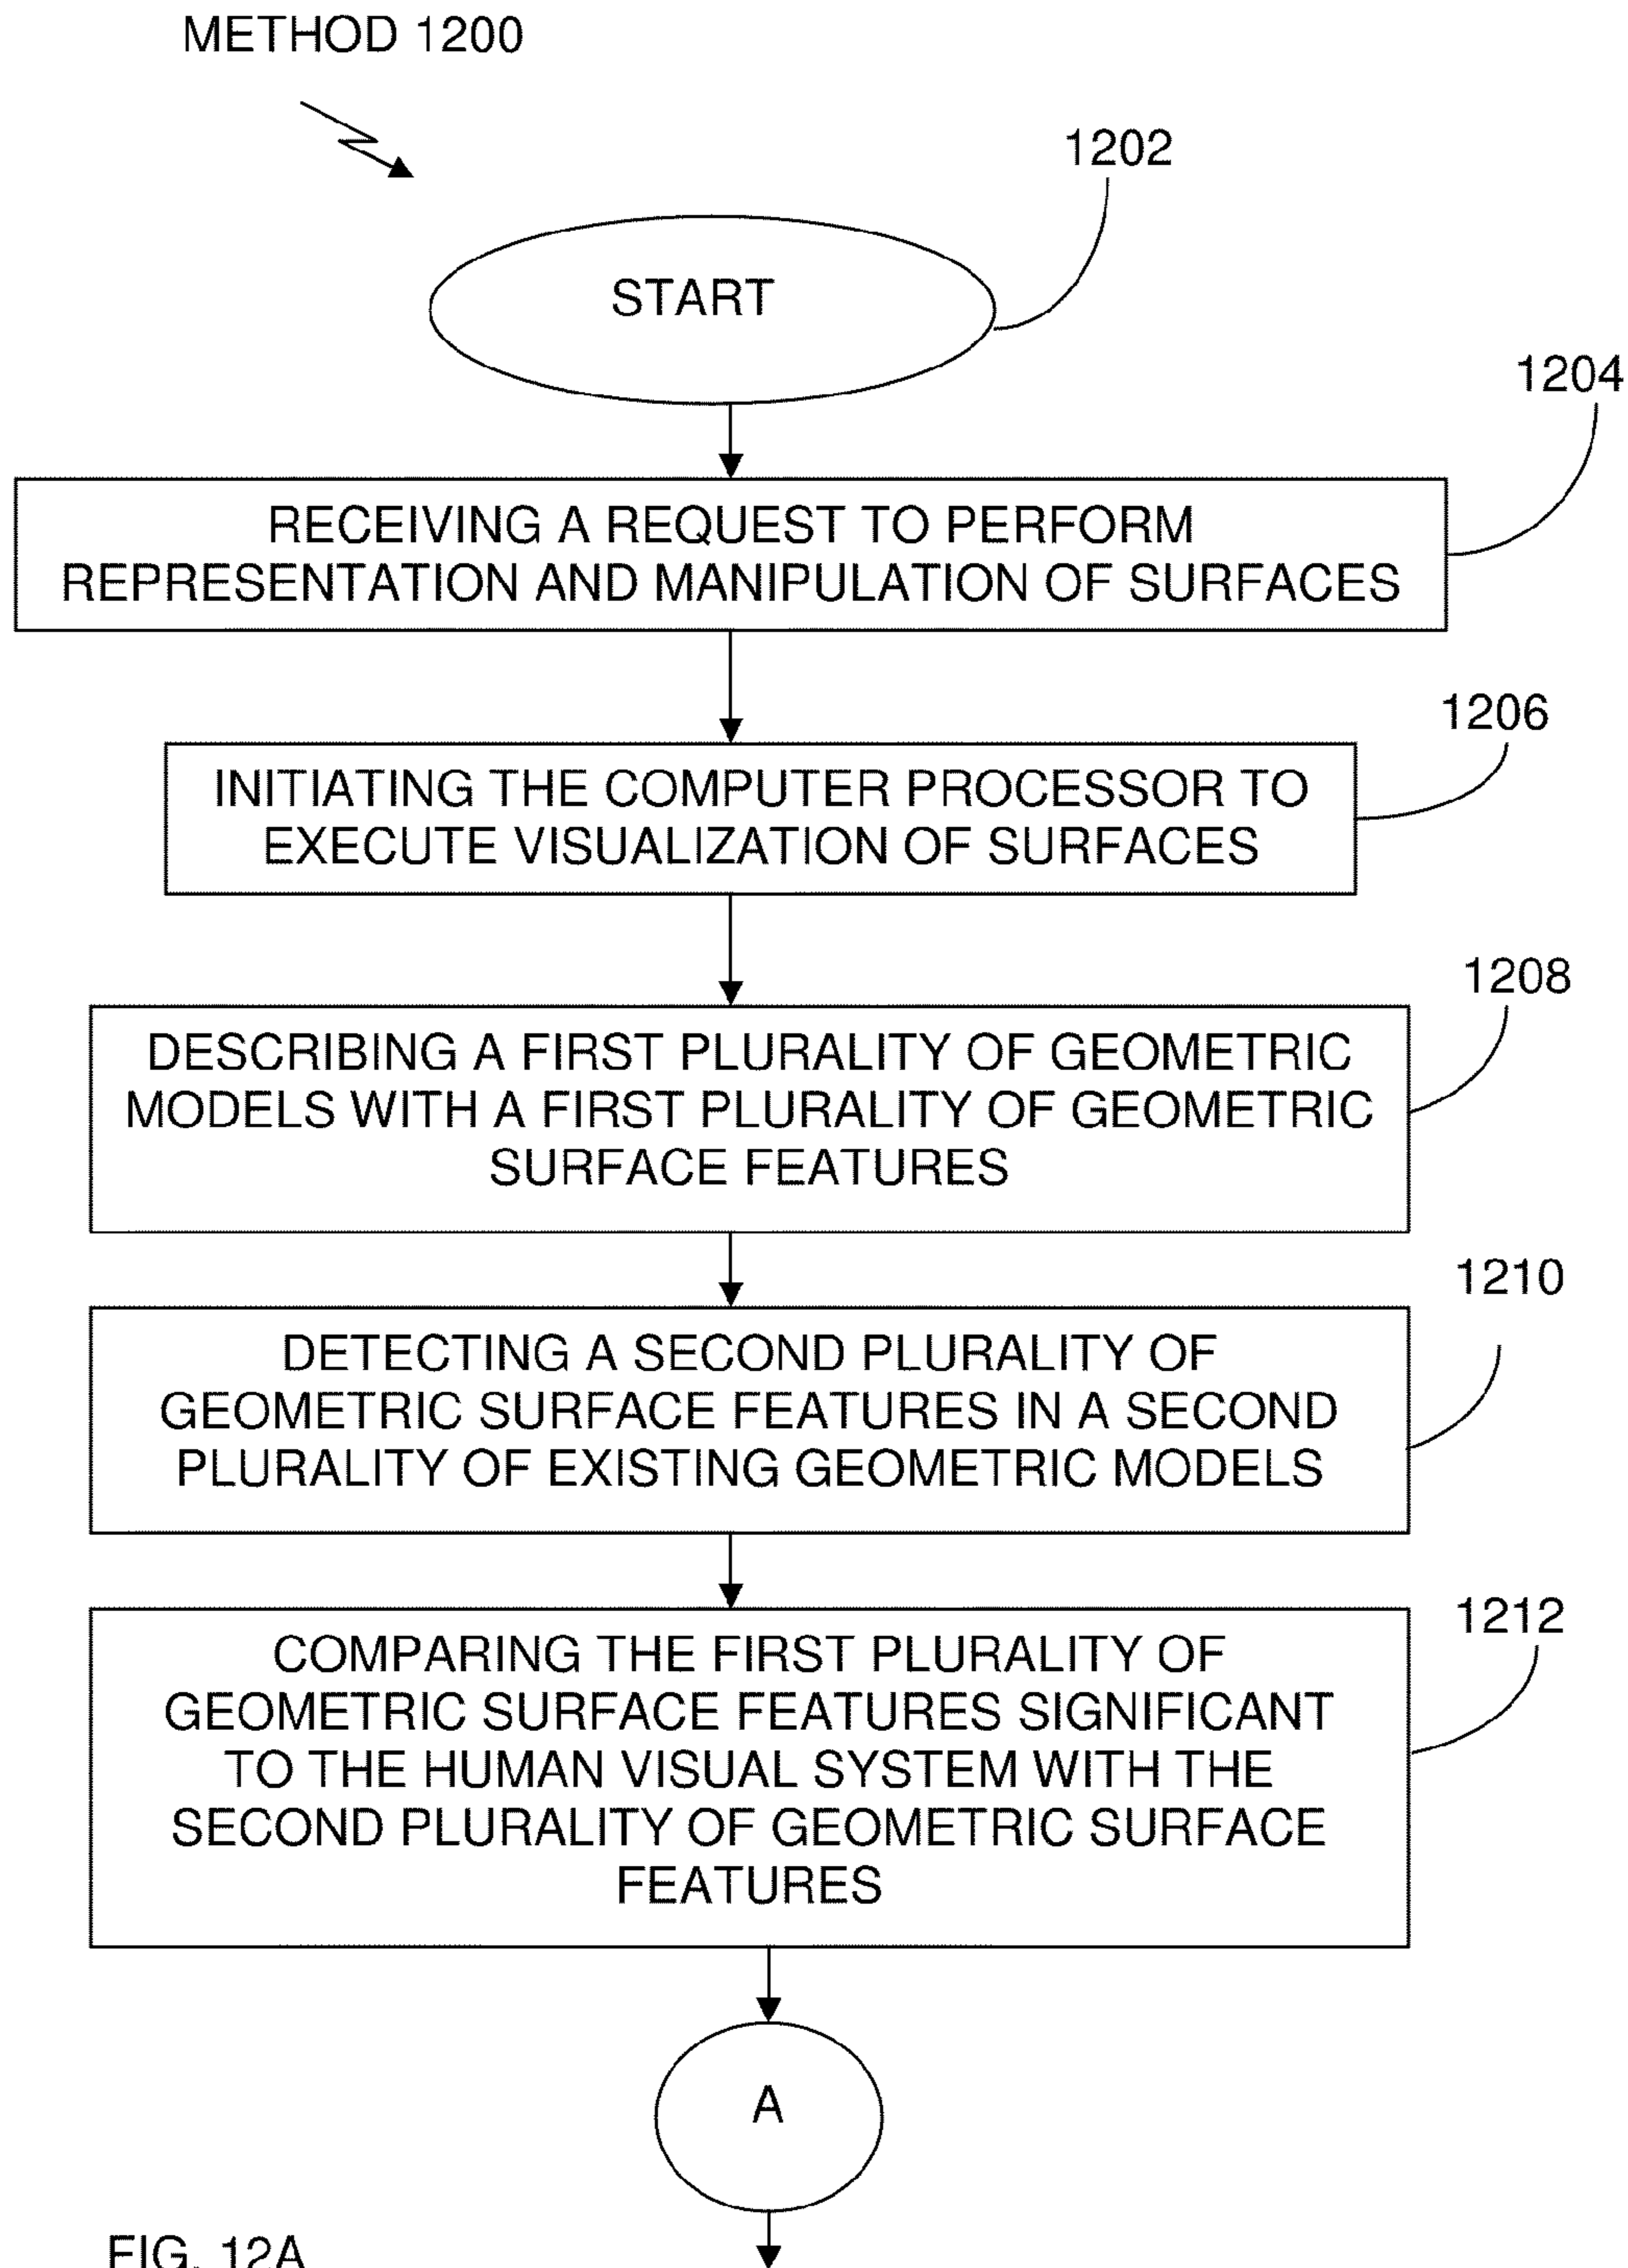 METHOD 1200
1202
START
1204
RECEIVING A REQUEST TO PERFORM
REPRESENTATION AND MANIPULATION OF SURFACES
1206
INITIATING THE COMPUTER PROCESSOR TO
EXECUTE VISUALIZATION OF SURFACES
1208
DESCRIBING A FIRST PLURALITY OF GEOMETRIC
MODELS WITH A FIRST PLURALITY OF GEOMETRIC
SURFACE FEATURES
1210
DETECTING A SECOND PLURALITY OF
GEOMETRIC SURFACE FEATURES IN A SECOND
PLURALITY OF EXISTING GEOMETRIC MODELS
1212
COMPARING THE FIRST PLURALITY OF
GEOMETRIC SURFACE FEATURES SIGNIFICANT
TO THE HUMAN VISUAL SYSTEM WITH THE
SECOND PLURALITY OF GEOMETRIC SURFACE
FEATURES
A
FIG. 12A